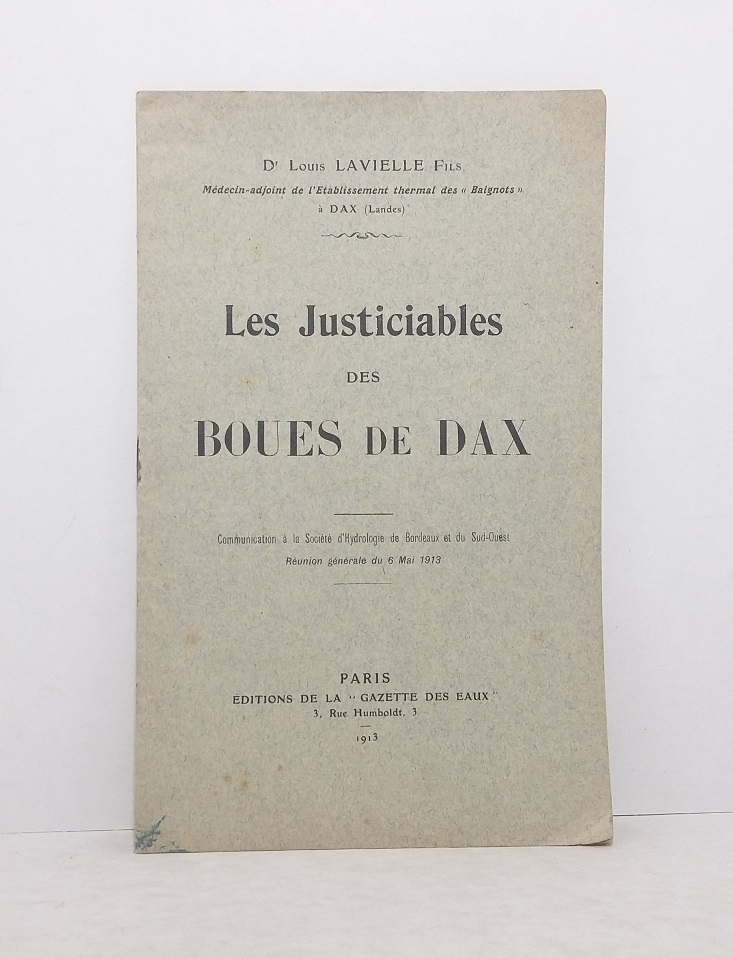 Dr Louis LAVIELLE Fils
Médecin-adjoint de l'Etablissement thermal des « Baignots »
à DAX (Landes)
Les Justiciables
DES
BOUES DE DAX
Communication à la Société d'Hydrologie de Bordeaux et du Sud-Ouest
Réunion générale du 6 Mai 1913
PARIS
ÉDITIONS DE LA "GAZETTE DES EAUX"
3, Rue Humboldt, 3
1913